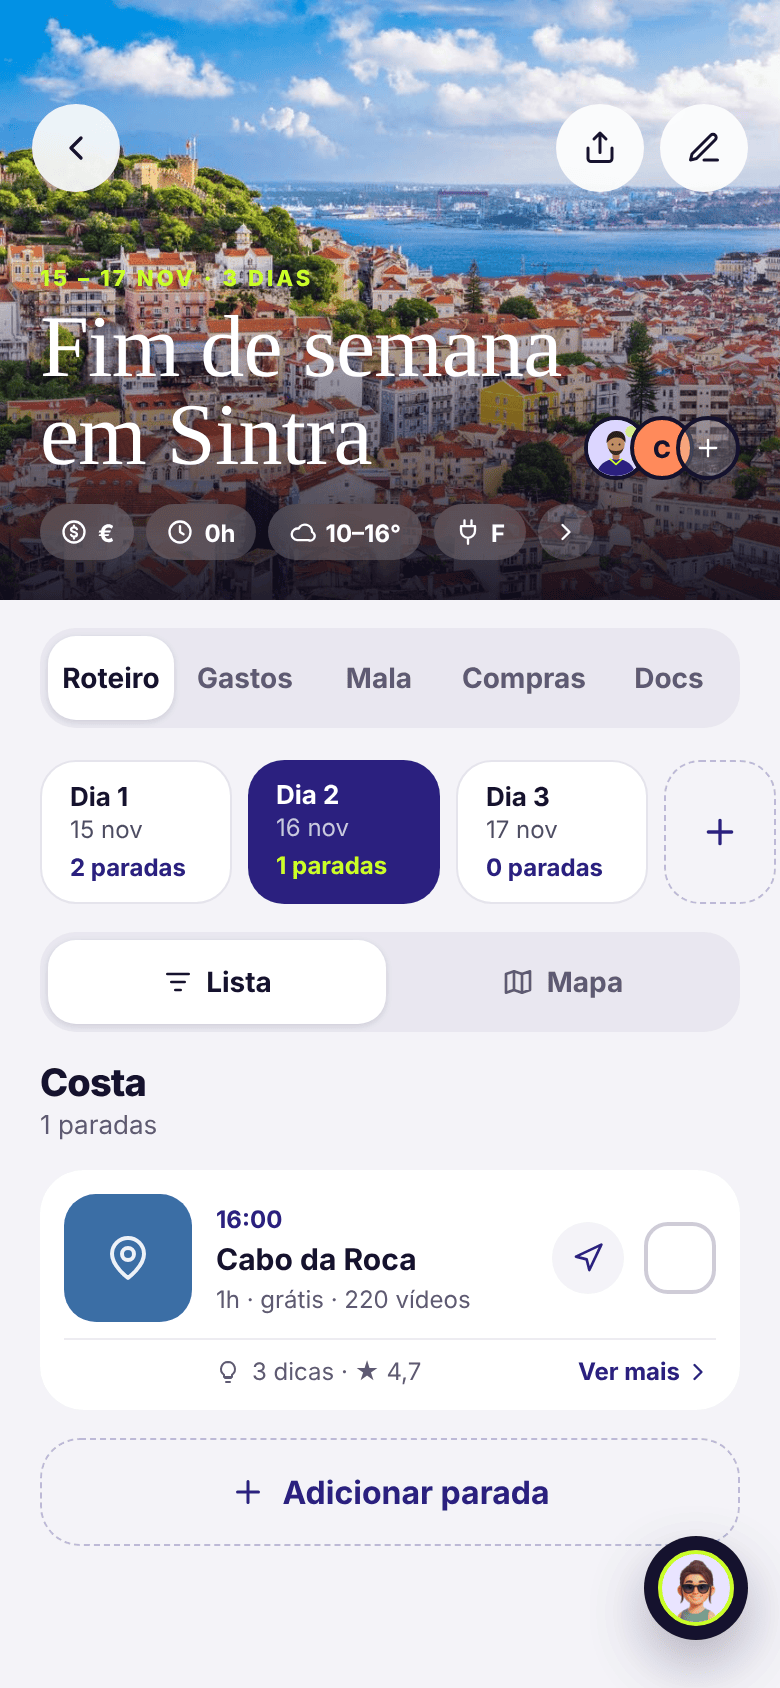 15 – 17 NOV · 3 DIAS
Fim de semana
em Sintra
C
€
0h
10–16°
F
Roteiro
Gastos
Mala
Compras
Docs
Dia 1
15 nov
2 paradas
Dia 2
16 nov
1 paradas
Dia 3
17 nov
0 paradas
Lista
Mapa
Costa
1 paradas
16:00
Cabo da Roca
1h · grátis · 220 vídeos
3 dicas · ★ 4,7
Ver mais
Adicionar parada